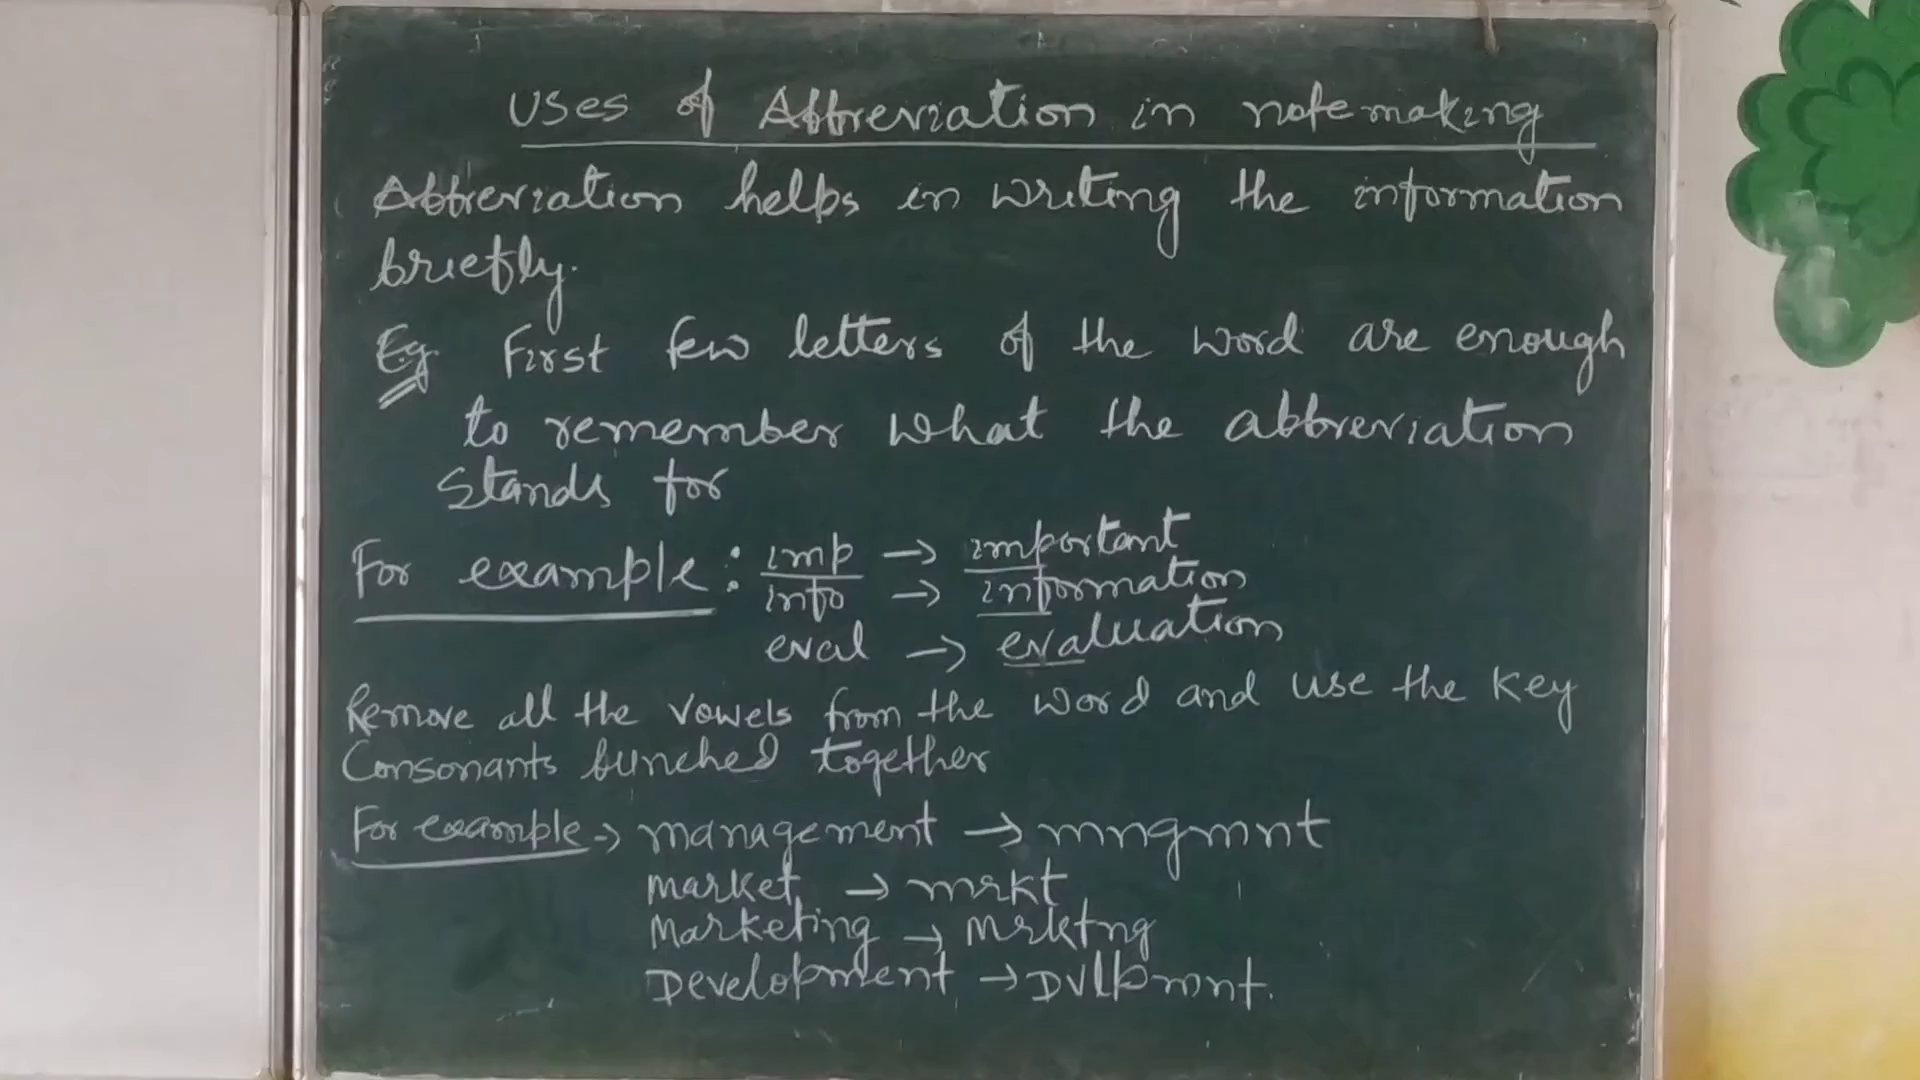 Uses of Abbreviation in notemaking
Abbreviation helps in writing the information
briefly.
Eg First few letters of the word are enough
to remember what the abbreviation
stands for
For example : imp → important
info → information
eval → evaluation
Remove all the vowels from the word and use the key
Consonants bunched together
For example → management → mngmnt
Market → mrkt
Marketing → Mrktng
Development → Dvlpmnt.